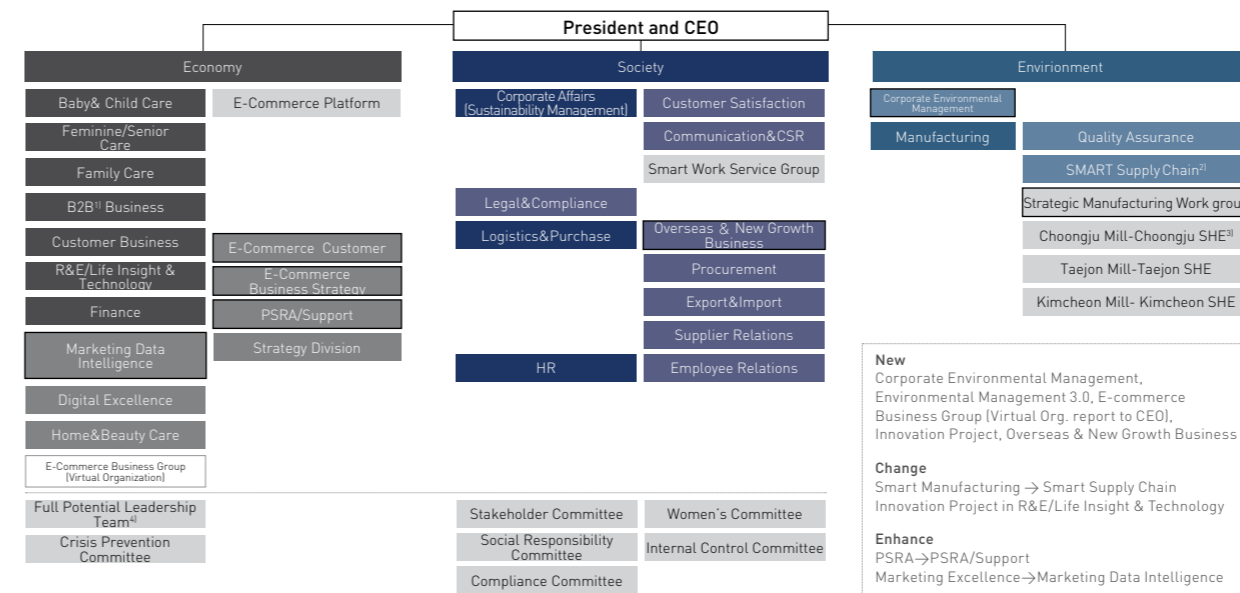 President and CEO
Economy
Baby& Child Care
E-Commerce Platform
Feminine/Senior
Care
Family Care
B2B¹⁾ Business
Customer Business
E-Commerce Customer
R&E/Life Insight &
Technology
E-Commerce
Business Strategy
Finance
PSRA/Support
Marketing Data
Intelligence
Strategy Division
Digital Excellence
Home&Beauty Care
E-Commerce Business Group
(Virtual Organization)
Full Potential Leadership
Team⁴⁾
Crisis Prevention
Committee
Society
Corporate Affairs
(Sustainability Management)
Customer Satisfaction
Communication&CSR
Smart Work Service Group
Legal&Compliance
Logistics&Purchase
Overseas & New Growth
Business
Procurement
Export&Import
Supplier Relations
HR
Employee Relations
Stakeholder Committee
Women's Committee
Social Responsibility
Committee
Internal Control Committee
Compliance Committee
Envirionment
Corporate Environmental
Management
Manufacturing
Quality Assurance
SMART Supply Chain²⁾
Strategic Manufacturing Work grou
Choongju Mill-Choongju SHE³⁾
Taejon Mill-Taejon SHE
Kimcheon Mill- Kimcheon SHE
New
Corporate Environmental Management,
Environmental Management 3.0, E-commerce
Business Group (Virtual Org. report to CEO),
Innovation Project, Overseas & New Growth Business
Change
Smart Manufacturing → Smart Supply Chain
Innovation Project in R&E/Life Insight & Technology
Enhance
PSRA→PSRA/Support
Marketing Excellence→Marketing Data Intelligence